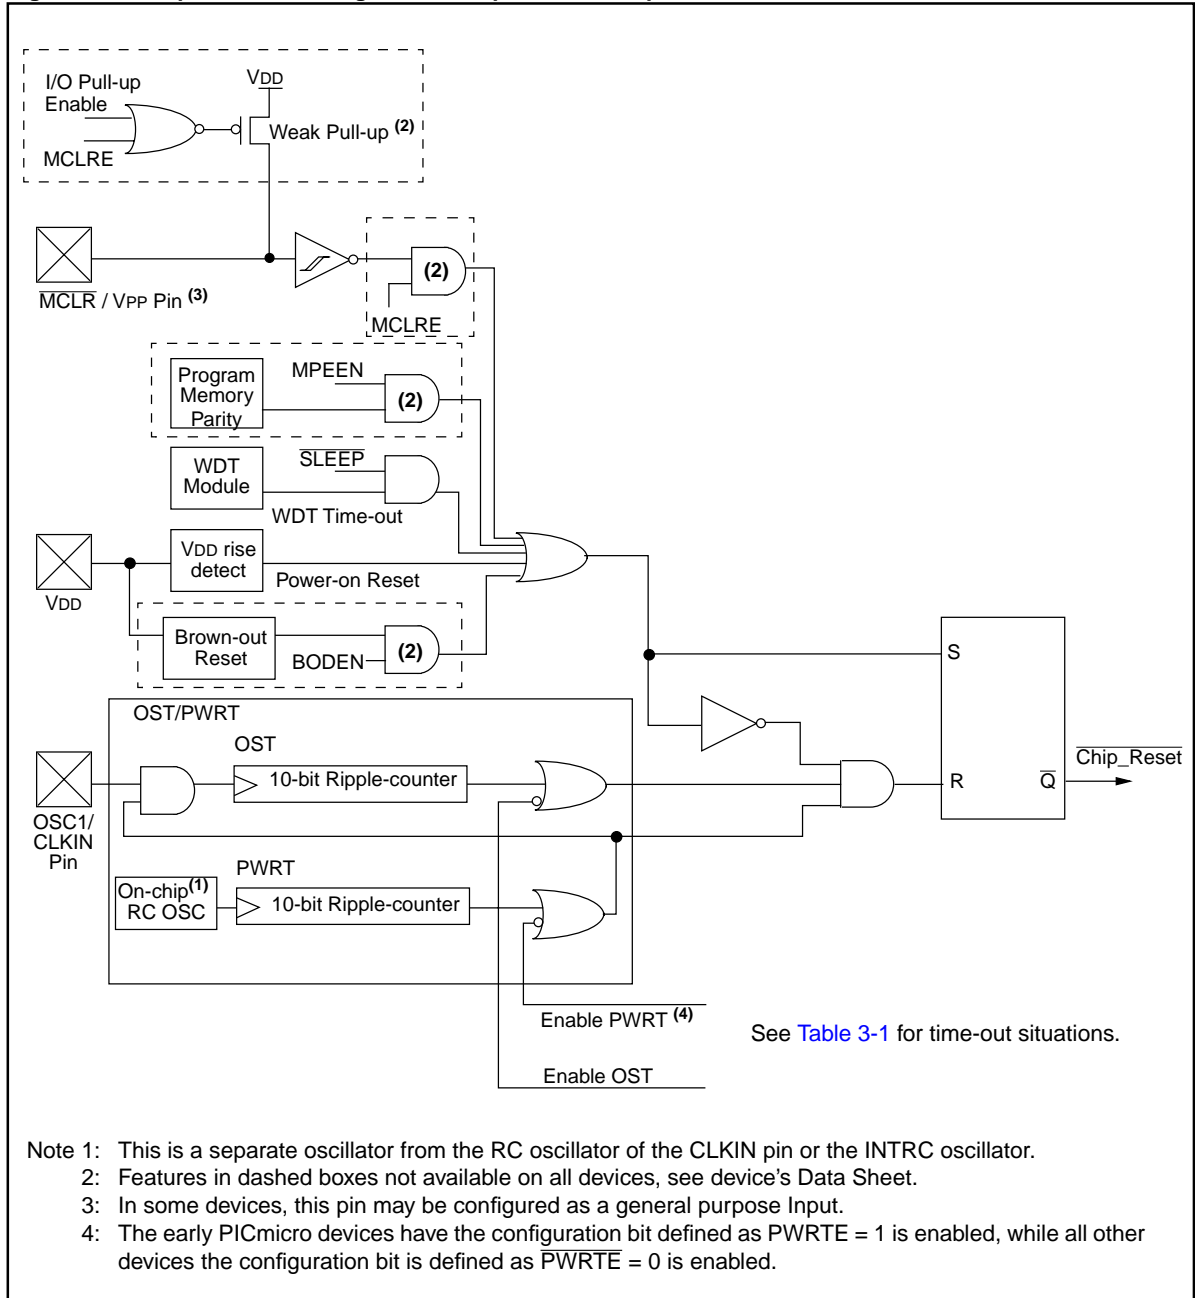 I/O Pull-up
Enable
MCLRE
VDD
Weak Pull-up (2)
MCLR / VPP Pin (3)
(2)
MCLRE
Program
Memory
Parity
MPEEN
(2)
WDT
Module
SLEEP
WDT Time-out
VDD
VDD rise
detect
Power-on Reset
Brown-out
Reset
BODEN
(2)
S
R
Q
Chip_Reset
OST/PWRT
OST
10-bit Ripple-counter
OSC1/
CLKIN
Pin
PWRT
On-chip(1)
RC OSC
10-bit Ripple-counter
Enable PWRT (4)
Enable OST
See Table 3-1 for time-out situations.
Note 1: This is a separate oscillator from the RC oscillator of the CLKIN pin or the INTRC oscillator.
2: Features in dashed boxes not available on all devices, see device's Data Sheet.
3: In some devices, this pin may be configured as a general purpose Input.
4: The early PICmicro devices have the configuration bit defined as PWRTE = 1 is enabled, while all other
devices the configuration bit is defined as PWRTE = 0 is enabled.